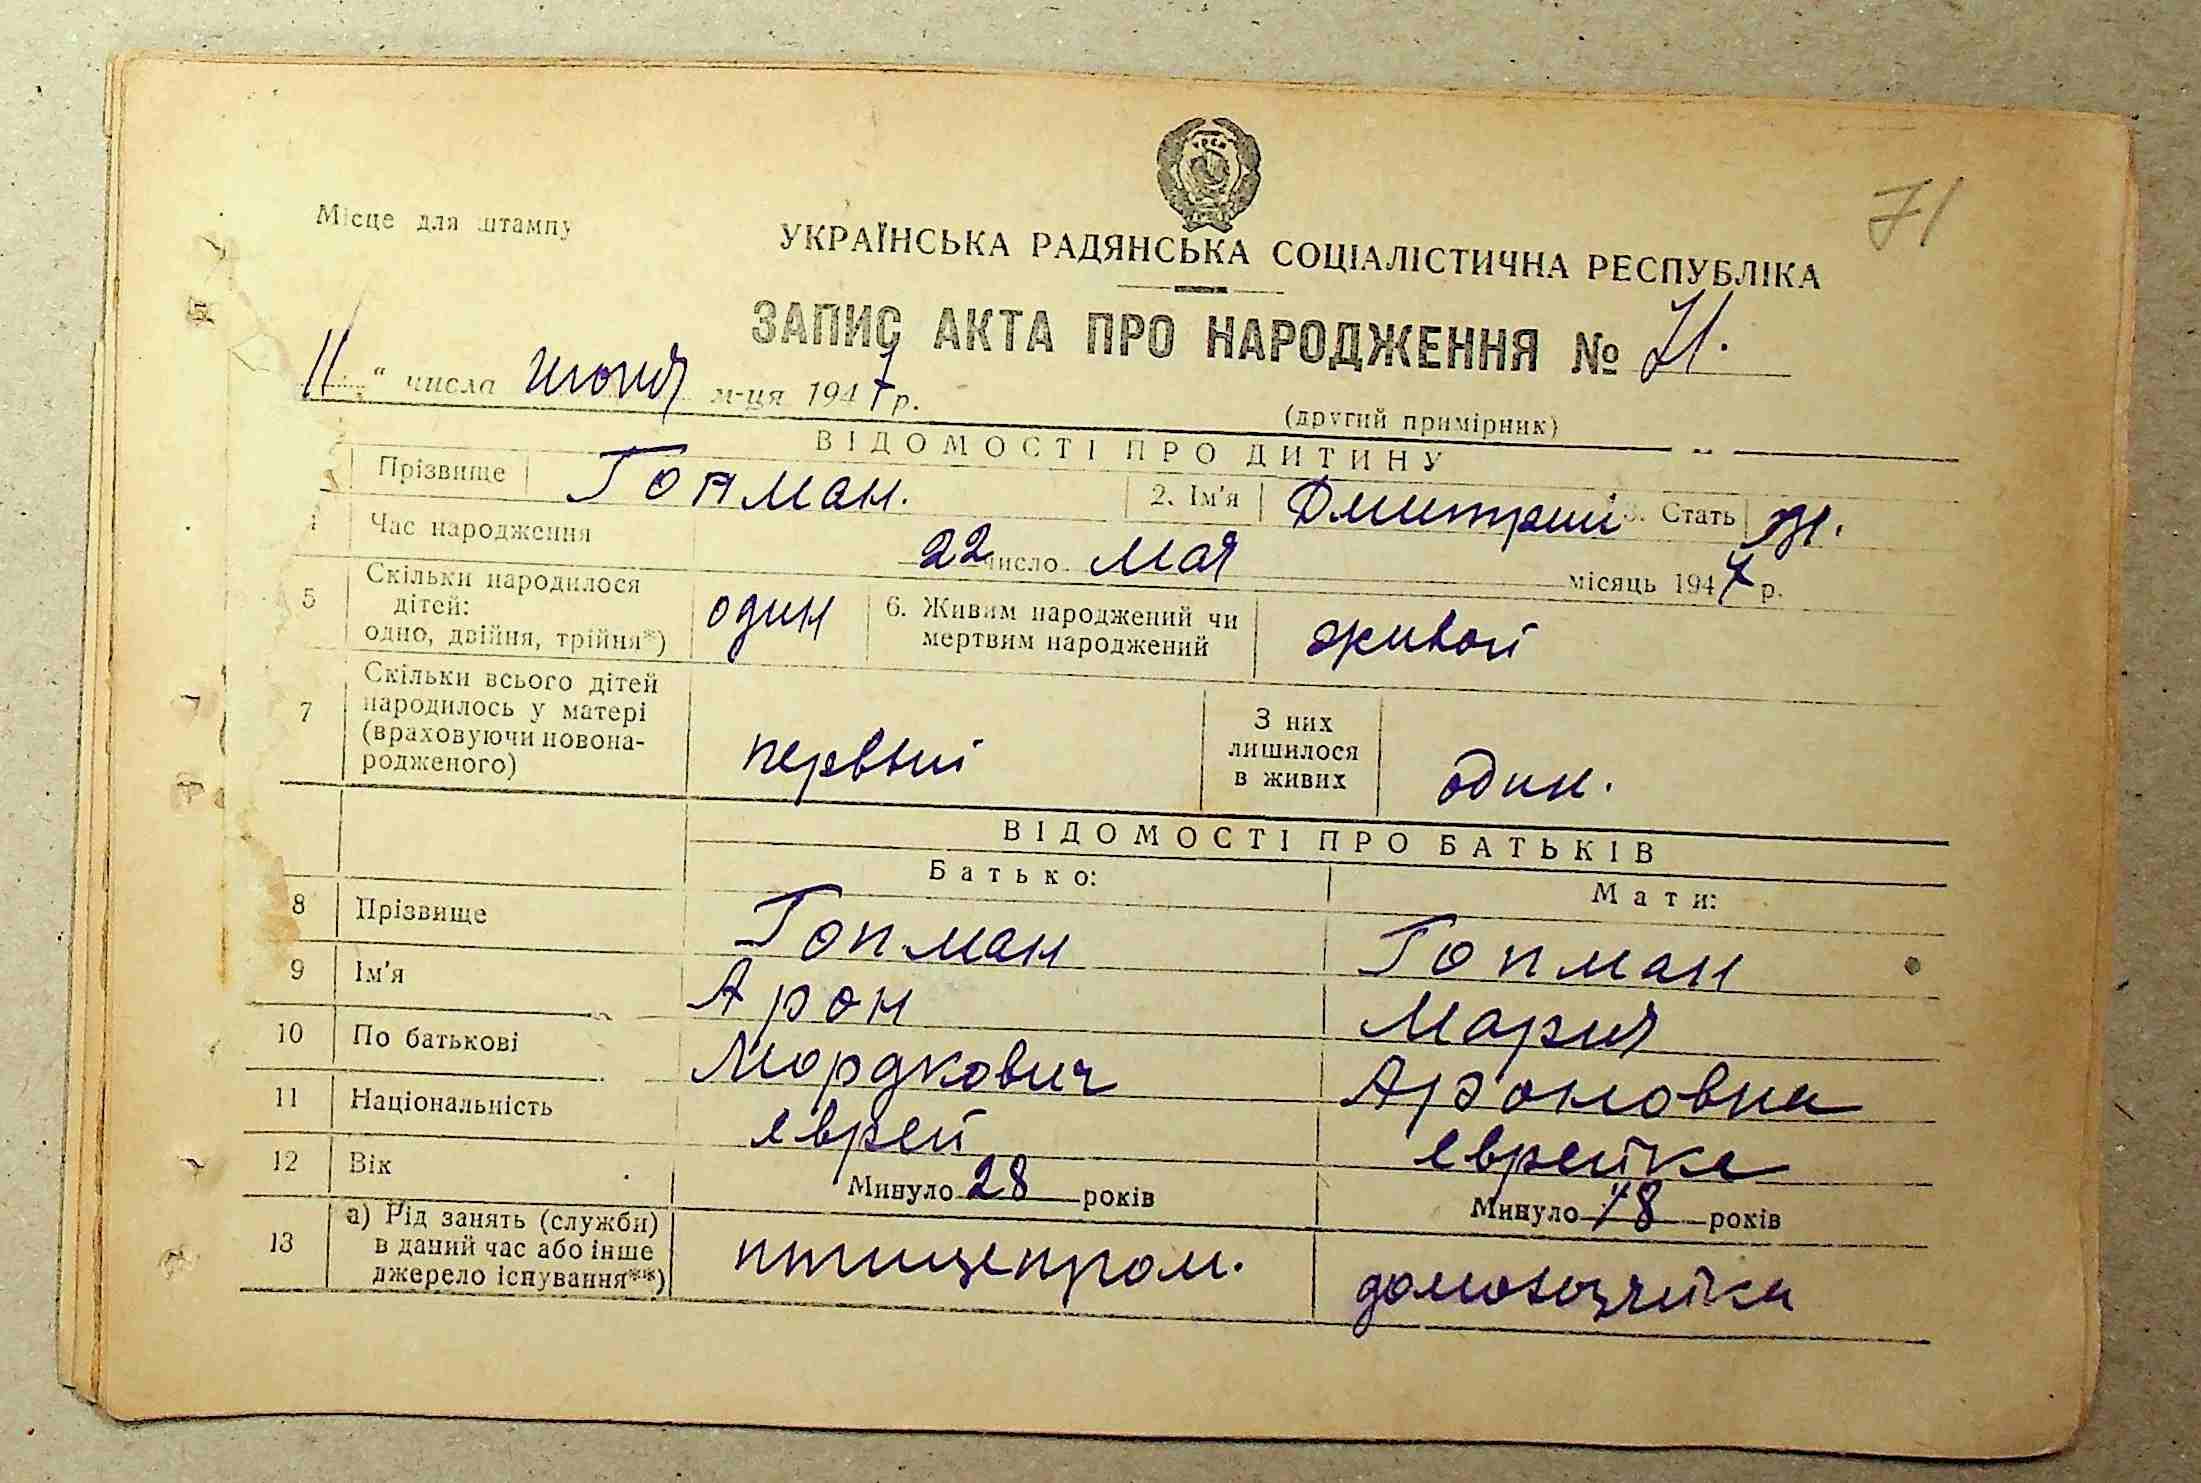 71
УРСР
Місце для штампу
УКРАЇНСЬКА РАДЯНСЬКА СОЦІАЛІСТИЧНА РЕСПУБЛІКА
ЗАПИС АКТА ПРО НАРОДЖЕННЯ № 71.
11 " числа июня м-ця 1947 р.
(другий примірник)
ВІДОМОСТІ ПРО ДИТИНУ
Прізвище Гопман. 2. Ім'я Дмитрий 3. Стать м.
4 Час народження 22 число мая місяць 1947 р.
5 Скільки народилося дітей: одно, двійня, трійня*) один 6. Живим народжений чи мертвим народжений живой
7 Скільки всього дітей народилось у матері (враховуючи новонародженого) первый З них лишилося в живих один.
ВІДОМОСТІ ПРО БАТЬКІВ
Батько: Мати:
8 Прізвище Гопман Гопман
9 Ім'я Арон Мария
10 По батькові Мордкович Ароновна
11 Національність еврей еврейка
12 Вік Минуло 28 років Минуло 18 років
13 а) Рід занять (служби) в даний час або інше джерело існування**) птицепром. домохозяйка